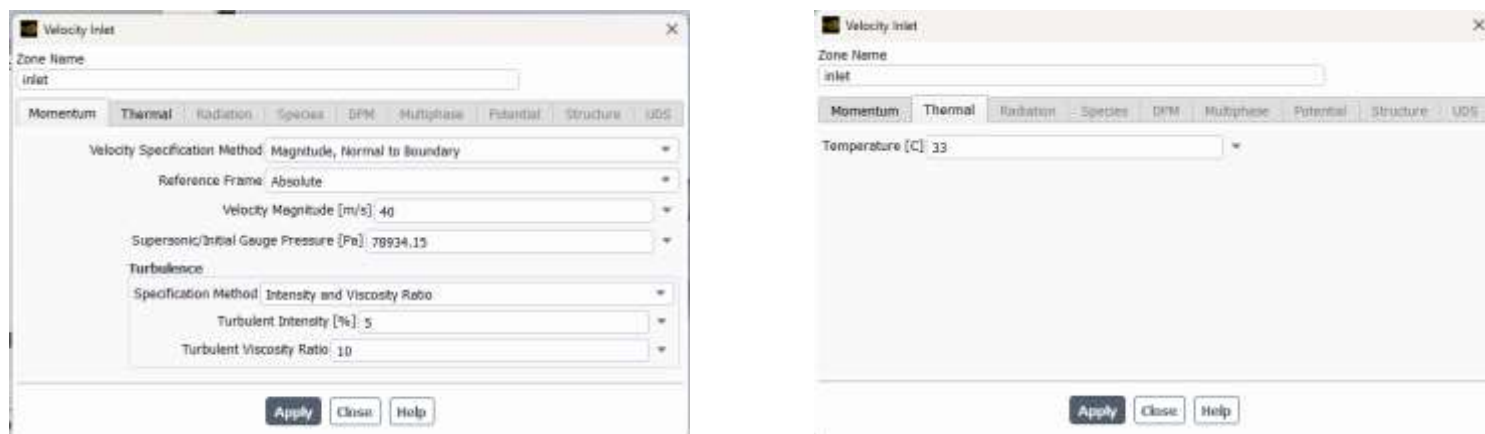 Velocity Inlet
Zone Name
inlet
Momentum Thermal Radiation Species DPM Multiphase Potential Structure UDS
Velocity Specification Method Magnitude, Normal to Boundary
Reference Frame Absolute
Velocity Magnitude [m/s] 40
Supersonic/Initial Gauge Pressure [Pa] 78934.15
Turbulence
Specification Method Intensity and Viscosity Ratio
Turbulent Intensity [%] 5
Turbulent Viscosity Ratio 10
Apply Close Help
Velocity Inlet
Zone Name
inlet
Momentum Thermal Radiation Species DPM Multiphase Potential Structure UDS
Temperature [C] 33
Apply Close Help